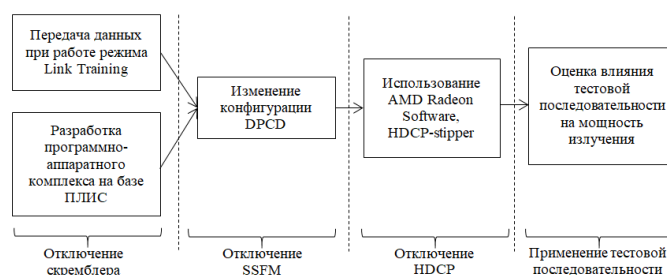 Передача данных
при работе режима
Link Training
Разработка
программно-
аппаратного
комплекса на базе
ПЛИС
Изменение
конфигурации
DPCD
Использование
AMD Radeon
Software,
HDCP-stipper
Оценка влияния
тестовой
последовательности
на мощность
излучения
Отключение
скремблера
Отключение
SSFM
Отключение
HDCP
Применение тестовой
последовательности